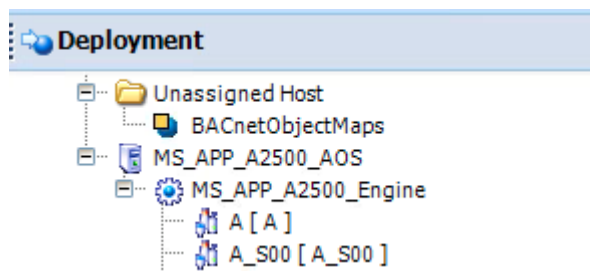 Deployment
Unassigned Host
BACnetObjectMaps
MS_APP_A2500_AOS
MS_APP_A2500_Engine
A [ A ]
A_S00 [ A_S00 ]